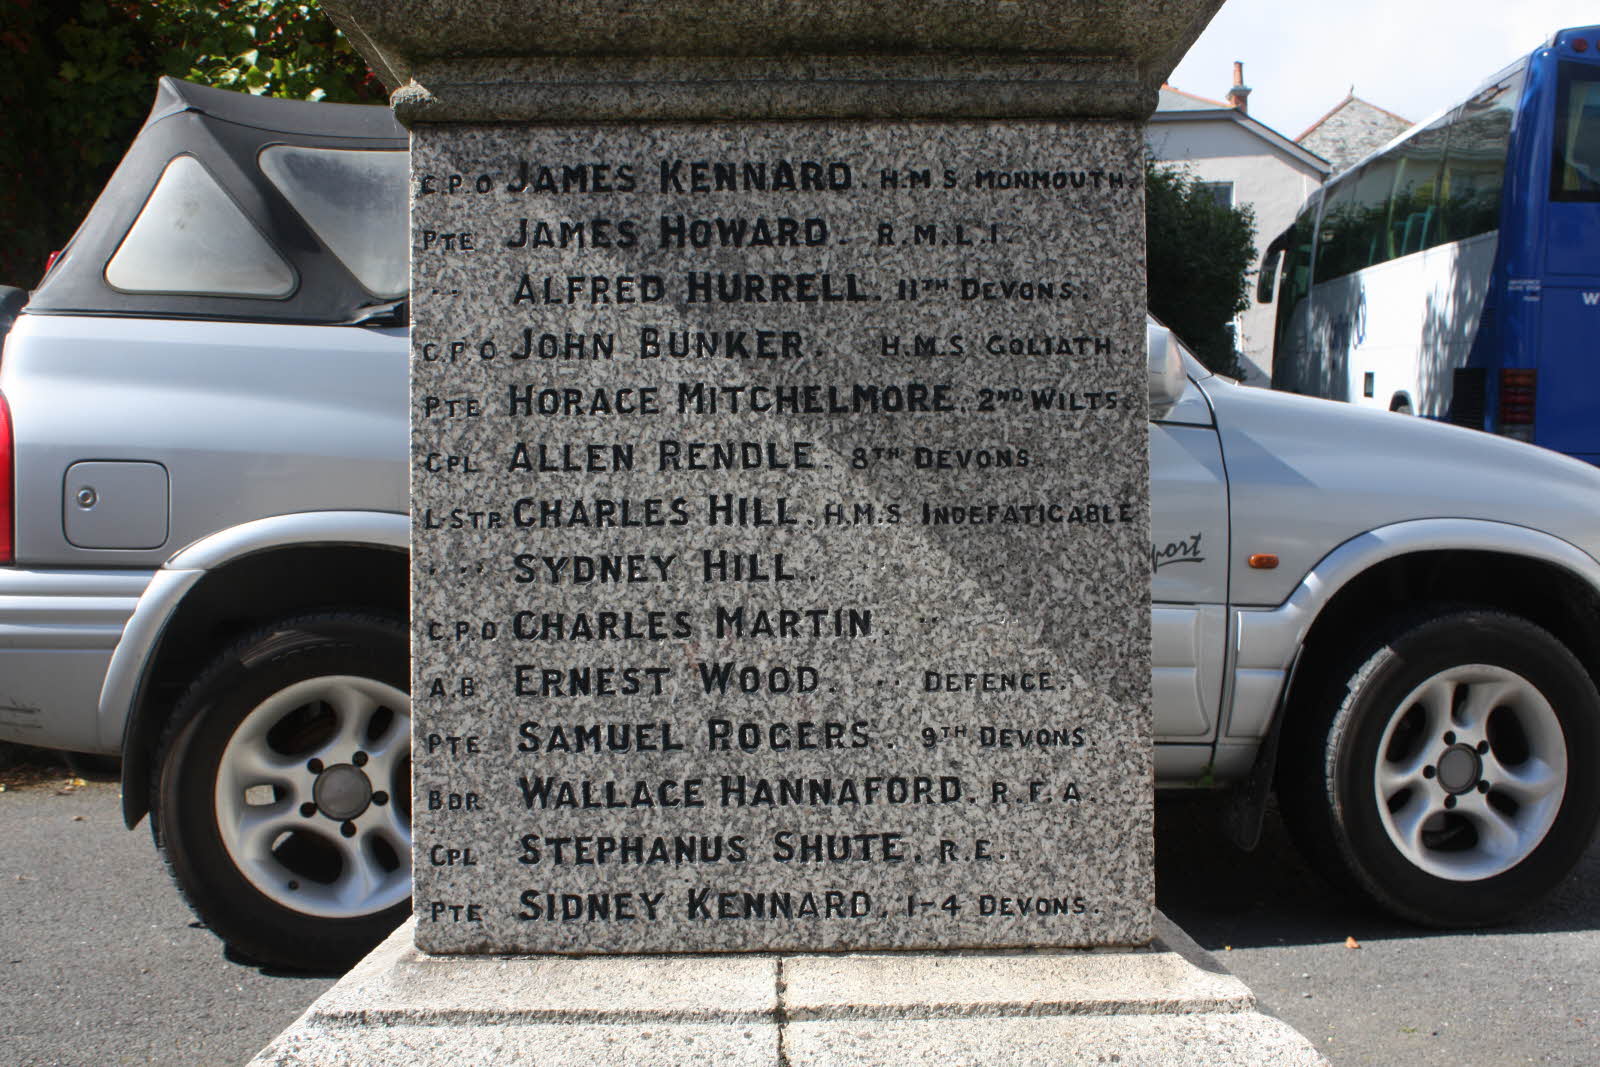 C.P.O JAMES KENNARD. H.M.S MONMOUTH.
PTE JAMES HOWARD. R.M.L.I.
·· ALFRED HURRELL. 11TH DEVONS.
C.P.O JOHN BUNKER. H.M.S GOLIATH.
PTE HORACE MITCHELMORE. 2ND WILTS.
CPL ALLEN RENDLE. 8TH DEVONS.
L-STR CHARLES HILL. H.M.S INDEFATIGABLE
· ·· SYDNEY HILL.
C.P.O CHARLES MARTIN. ·· ··
A.B ERNEST WOOD. ·· DEFENCE.
PTE SAMUEL ROGERS. 9TH DEVONS.
BDR WALLACE HANNAFORD. R.F.A.
CPL STEPHANUS SHUTE. R.E.
PTE SIDNEY KENNARD. 1-4 DEVONS.
port